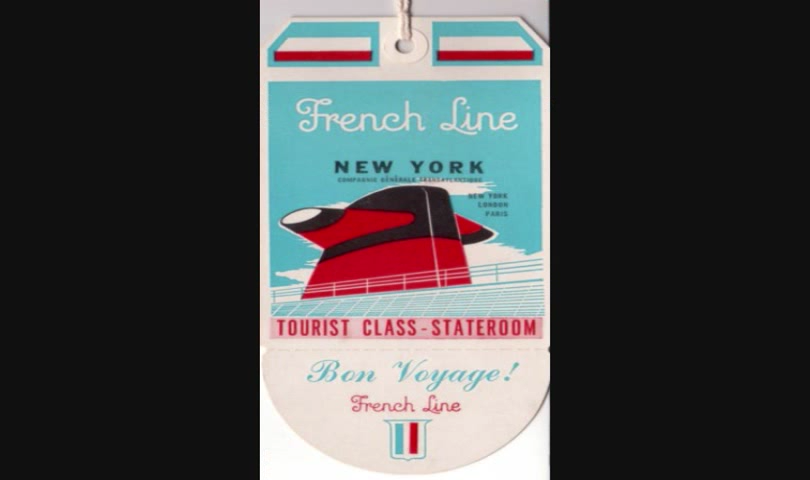 French Line
NEW YORK
COMPAGNIE GÉNÉRALE TRANSATLANTIQUE
NEW YORK
LONDON
PARIS
TOURIST CLASS-STATEROOM
Bon Voyage!
French Line